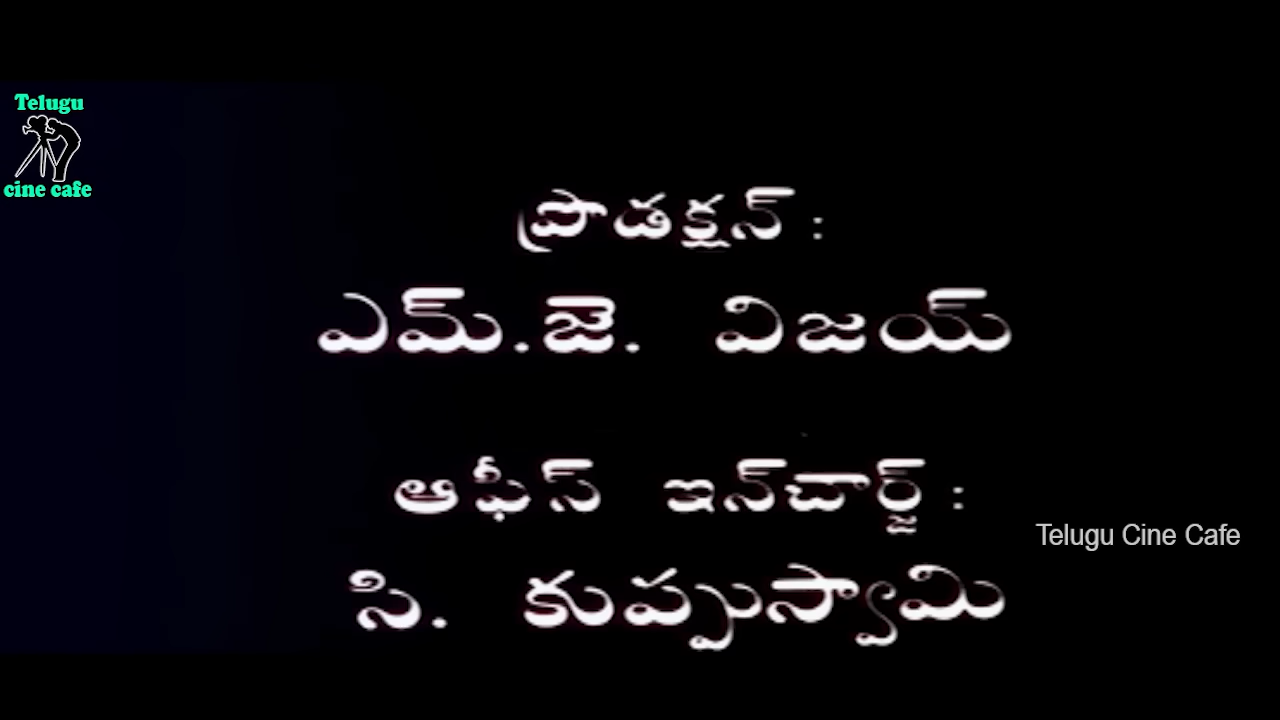 Telugu
cine cafe
ప్రొడక్షన్ :
ఎమ్.జె. విజయ్
ఆఫీస్ ఇన్‌చార్జ్ :
Telugu Cine Cafe
సి. కుప్పుస్వామి